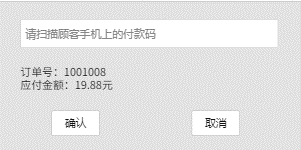 请扫描顾客手机上的付款码
订单号：1001008
应付金额：19.88元
确认
取消